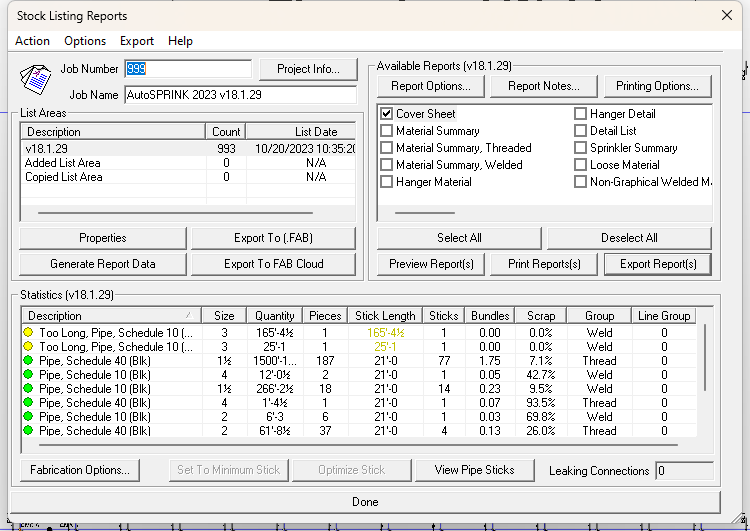 Stock Listing Reports
Action Options Export Help
Job Number 999 Project Info...
Job Name AutoSPRINK 2023 v18.1.29
List Areas
Description Count List Date
v18.1.29 993 10/20/2023 10:35:20
Added List Area 0 N/A
Copied List Area 0 N/A
Properties Export To (.FAB)
Generate Report Data Export To FAB Cloud
Available Reports (v18.1.29)
Report Options... Report Notes... Printing Options...
Cover Sheet Hanger Detail
Material Summary Detail List
Material Summary, Threaded Sprinkler Summary
Material Summary, Welded Loose Material
Hanger Material Non-Graphical Welded M
Select All Deselect All
Preview Report(s) Print Reports(s) Export Report(s)
Statistics (v18.1.29)
Description Size Quantity Pieces Stick Length Sticks Bundles Scrap Group Line Group
Too Long, Pipe, Schedule 10 (... 3 165'-4½ 1 165'-4½ 1 0.00 0.0% Weld 0
Too Long, Pipe, Schedule 10 (... 3 25'-1 1 25'-1 1 0.00 0.0% Weld 0
Pipe, Schedule 40 (Blk) 1½ 1500'-1... 187 21'-0 77 1.75 7.1% Thread 0
Pipe, Schedule 10 (Blk) 4 12'-0½ 2 21'-0 1 0.05 42.7% Weld 0
Pipe, Schedule 10 (Blk) 1½ 266'-2½ 18 21'-0 14 0.23 9.5% Weld 0
Pipe, Schedule 40 (Blk) 4 1'-4½ 1 21'-0 1 0.07 93.5% Thread 0
Pipe, Schedule 10 (Blk) 2 6'-3 6 21'-0 1 0.03 69.8% Weld 0
Pipe, Schedule 40 (Blk) 2 61'-8½ 37 21'-0 4 0.13 26.0% Thread 0
Fabrication Options... Set To Minimum Stick Optimize Stick View Pipe Sticks Leaking Connections 0
Done